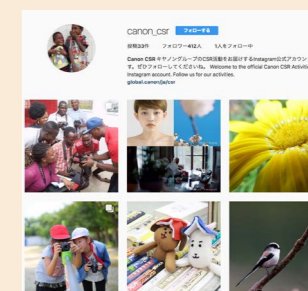 canon_csr フォローする
投稿23件 フォロワー412人 1人をフォロー中
Canon CSR キヤノングループのCSR活動をお届けするInstagram公式アカウン
す。ぜひフォローしてくださいね。 Welcome to the official Canon CSR Activiti
Instagram account. Follow us for our activities.
global.canon/ja/csr